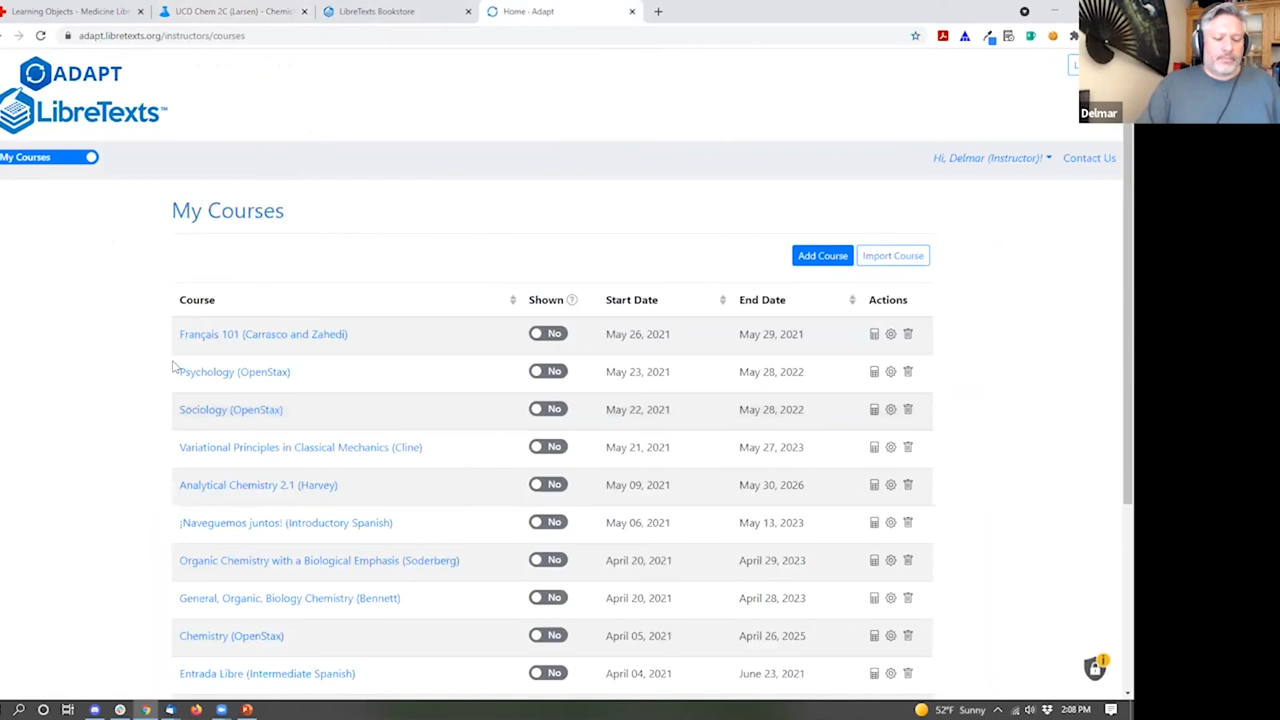 Learning Objects - Medicine Libr
UCD Chem 2C (Larsen) - Chemis
LibreTexts Bookstore
Home - Adapt
adapt.libretexts.org/instructors/courses
ADAPT
LibreTexts™
Delmar
My Courses
Hi, Delmar (Instructor)!
Contact Us
My Courses
Add Course
Import Course
Course Shown Start Date End Date Actions
Français 101 (Carrasco and Zahedi) No May 26, 2021 May 29, 2021
Psychology (OpenStax) No May 23, 2021 May 28, 2022
Sociology (OpenStax) No May 22, 2021 May 28, 2022
Variational Principles in Classical Mechanics (Cline) No May 21, 2021 May 27, 2023
Analytical Chemistry 2.1 (Harvey) No May 09, 2021 May 30, 2026
¡Naveguemos juntos! (Introductory Spanish) No May 06, 2021 May 13, 2023
Organic Chemistry with a Biological Emphasis (Soderberg) No April 20, 2021 April 29, 2023
General, Organic, Biology Chemistry (Bennett) No April 20, 2021 April 28, 2023
Chemistry (OpenStax) No April 05, 2021 April 26, 2025
Entrada Libre (Intermediate Spanish) No April 04, 2021 June 23, 2021
52°F Sunny
2:08 PM